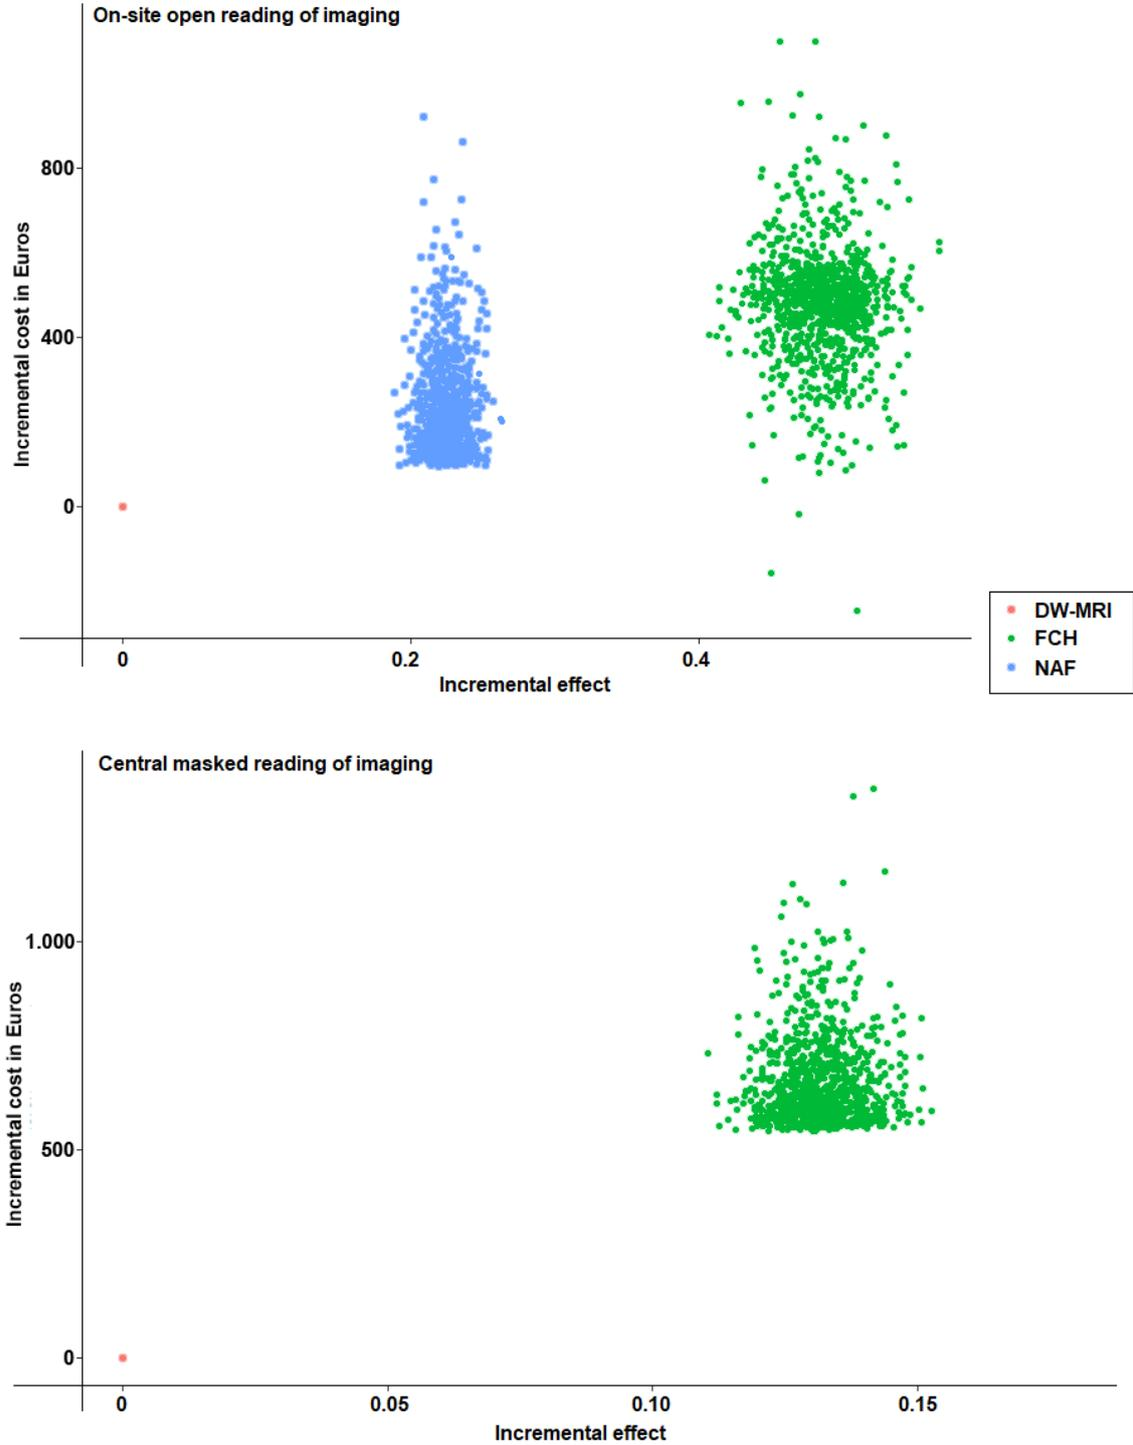 On-site open reading of imaging
800
400
0
Incremental cost in Euros
0
0.2
0.4
Incremental effect
DW-MRI
FCH
NAF
Central masked reading of imaging
1.000
500
0
Incremental cost in Euros
0
0.05
0.10
0.15
Incremental effect